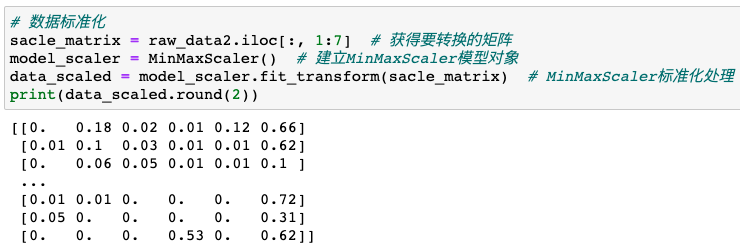 # 数据标准化
sacle_matrix = raw_data2.iloc[:, 1:7]  # 获得要转换的矩阵
model_scaler = MinMaxScaler()  # 建立MinMaxScaler模型对象
data_scaled = model_scaler.fit_transform(sacle_matrix)  # MinMaxScaler标准化处理
print(data_scaled.round(2))
[[0.   0.18 0.02 0.01 0.12 0.66]
 [0.01 0.1  0.03 0.01 0.01 0.62]
 [0.   0.06 0.05 0.01 0.01 0.1 ]
 ...
 [0.01 0.01 0.   0.   0.   0.72]
 [0.05 0.   0.   0.   0.   0.31]
 [0.   0.   0.   0.53 0.   0.62]]